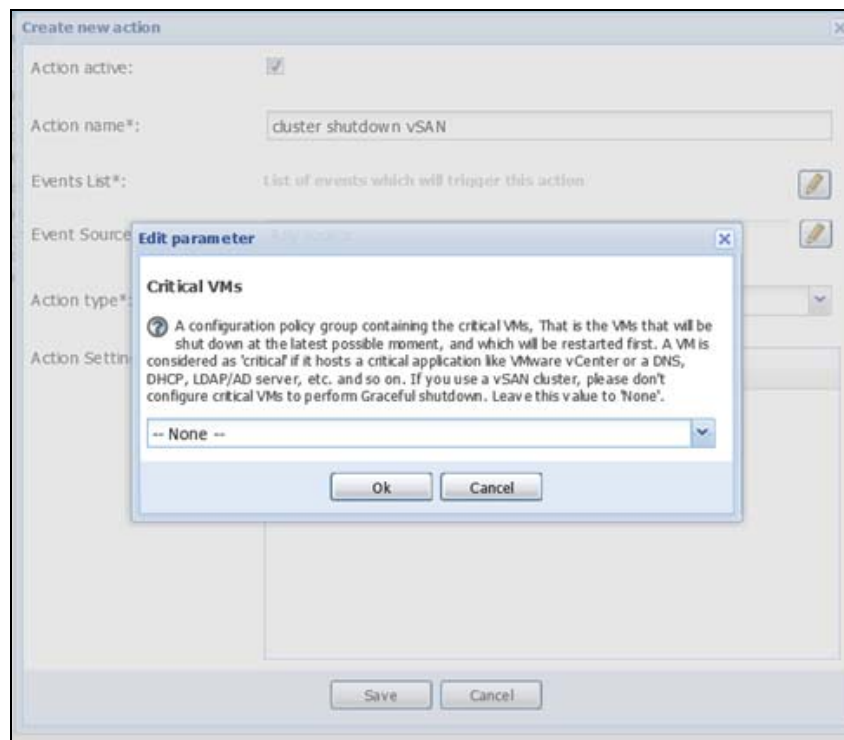 Create new action
Action active:
Action name*:
cluster shutdown vSAN
Events List*:
List of events which will trigger this action
Event Source
Edit parameter
Action type*:
Critical VMs
A configuration policy group containing the critical VMs, That is the VMs that will be
shut down at the latest possible moment, and which will be restarted first. A VM is
considered as 'critical' if it hosts a critical application like VMware vCenter or a DNS,
DHCP, LDAP/AD server, etc. and so on. If you use a vSAN cluster, please don't
configure critical VMs to perform Graceful shutdown. Leave this value to 'None'.
Action Settin
-- None --
Ok
Cancel
Save
Cancel